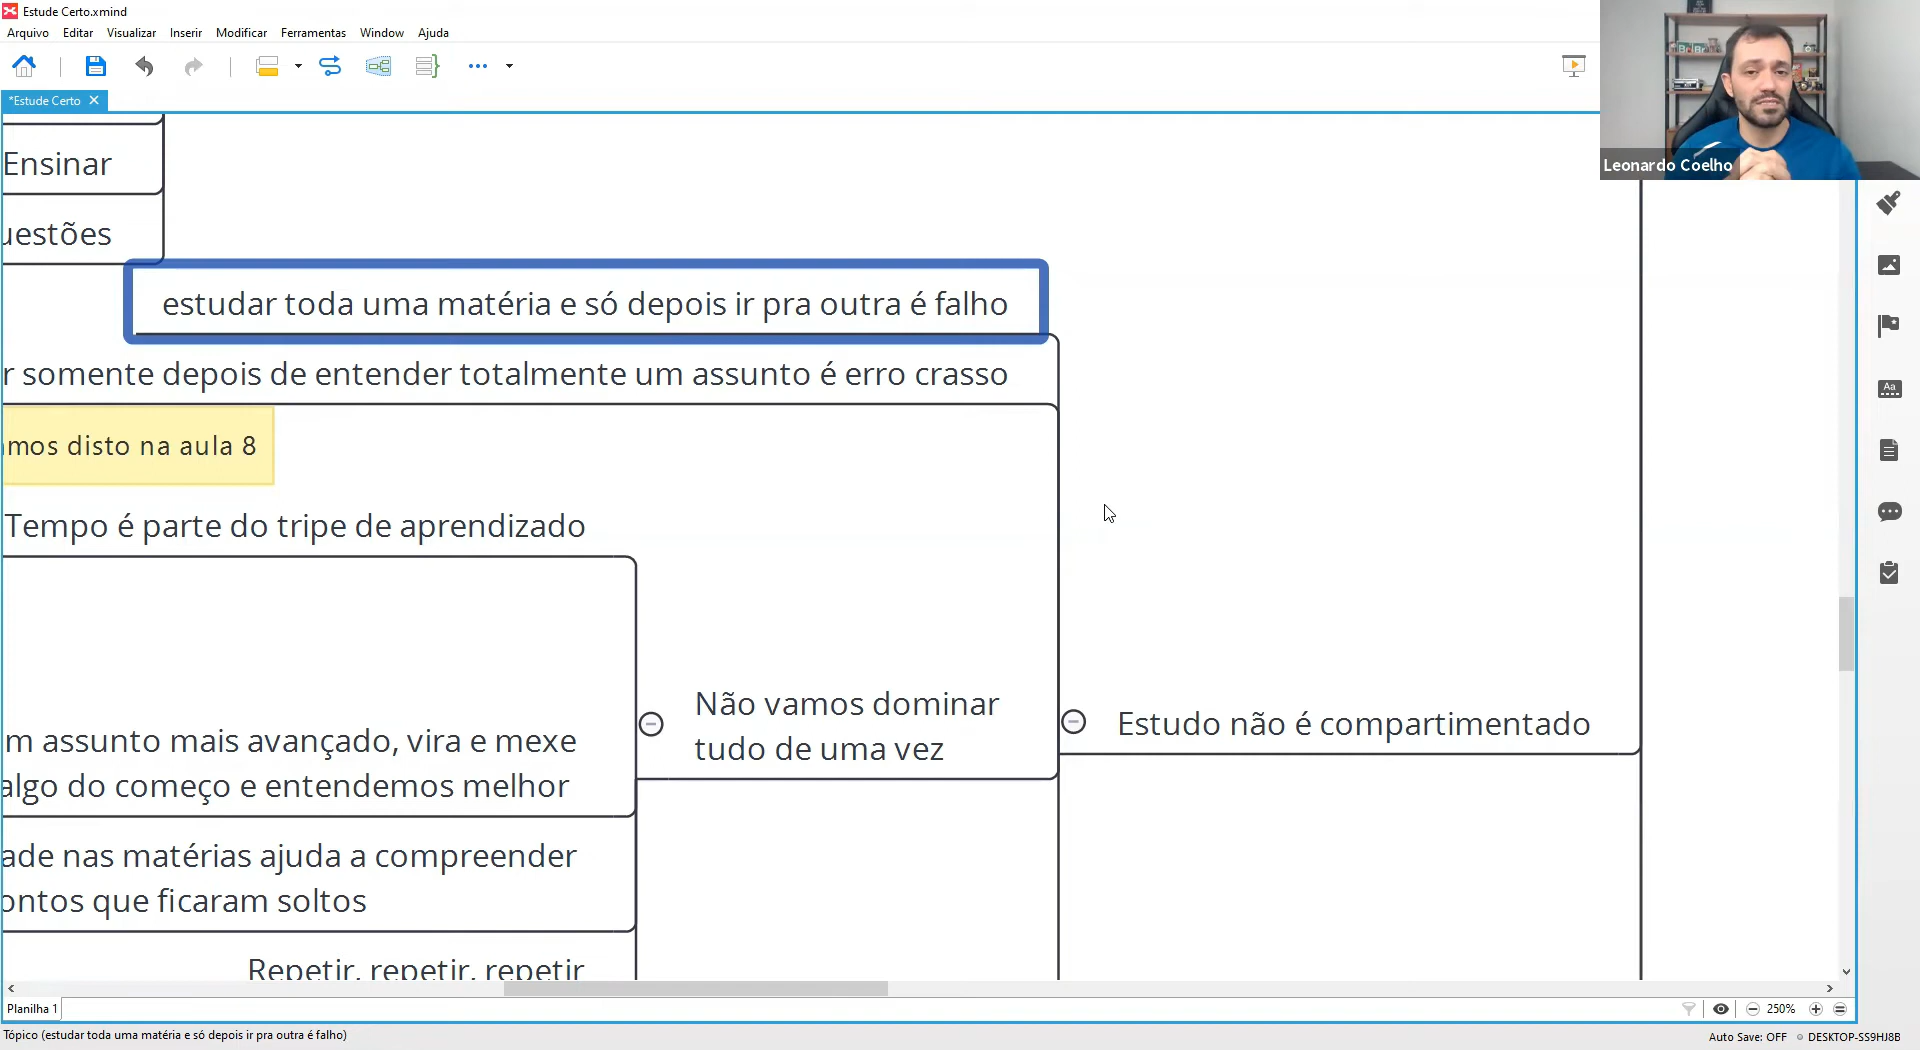 Estude Certo.xmind
Arquivo Editar Visualizar Inserir Modificar Ferramentas Window Ajuda
*Estude Certo
Leonardo Coelho
Ensinar
uestões
estudar toda uma matéria e só depois ir pra outra é falho
r somente depois de entender totalmente um assunto é erro crasso
mos disto na aula 8
Tempo é parte do tripe de aprendizado
Não vamos dominar
tudo de uma vez
Estudo não é compartimentado
m assunto mais avançado, vira e mexe
algo do começo e entendemos melhor
ade nas matérias ajuda a compreender
ontos que ficaram soltos
Repetir, repetir, repetir
Planilha 1
250%
Tópico (estudar toda uma matéria e só depois ir pra outra é falho)
Auto Save: OFF
DESKTOP-SS9HJ8B